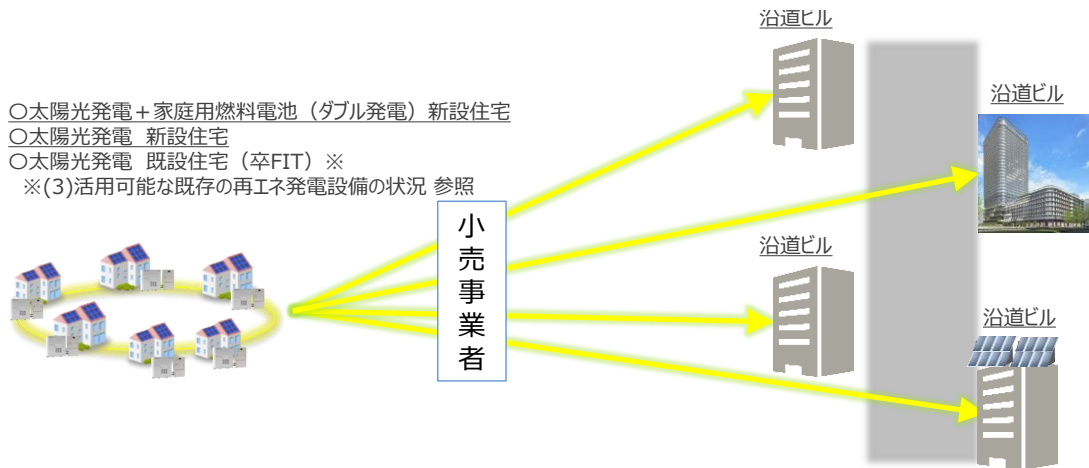 沿道ビル
○太陽光発電+家庭用燃料電池（ダブル発電）新設住宅
○太陽光発電 新設住宅
○太陽光発電 既設住宅（卒FIT）※
※(3)活用可能な既存の再エネ発電設備の状況 参照
沿道ビル
小売事業者
沿道ビル
沿道ビル